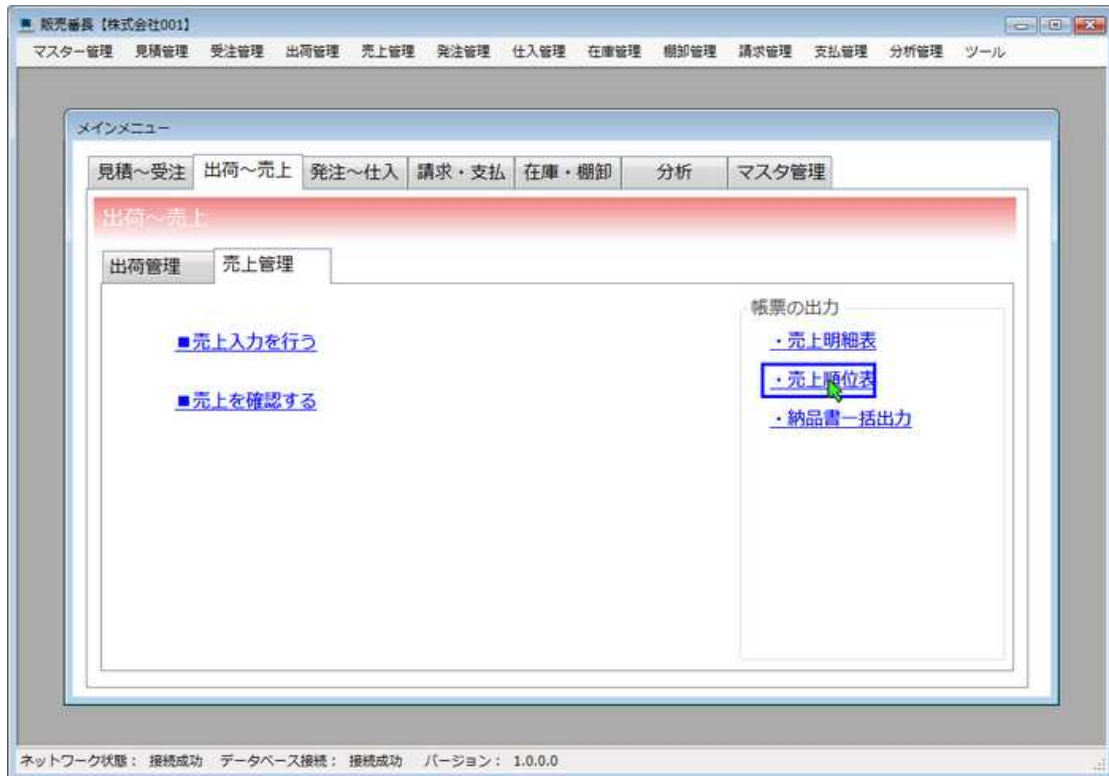 販売番長【株式会社001】
マスター管理 見積管理 受注管理 出荷管理 売上管理 発注管理 仕入管理 在庫管理 棚卸管理 請求管理 支払管理 分析管理 ツール
メインメニュー
見積～受注 出荷～売上 発注～仕入 請求・支払 在庫・棚卸 分析 マスタ管理
出荷～売上
出荷管理 売上管理
帳票の出力
■売上入力を行う ・売上明細表
・売上順位表
■売上を確認する
・納品書一括出力
ネットワーク状態： 接続成功 データベース接続： 接続成功 バージョン： 1.0.0.0